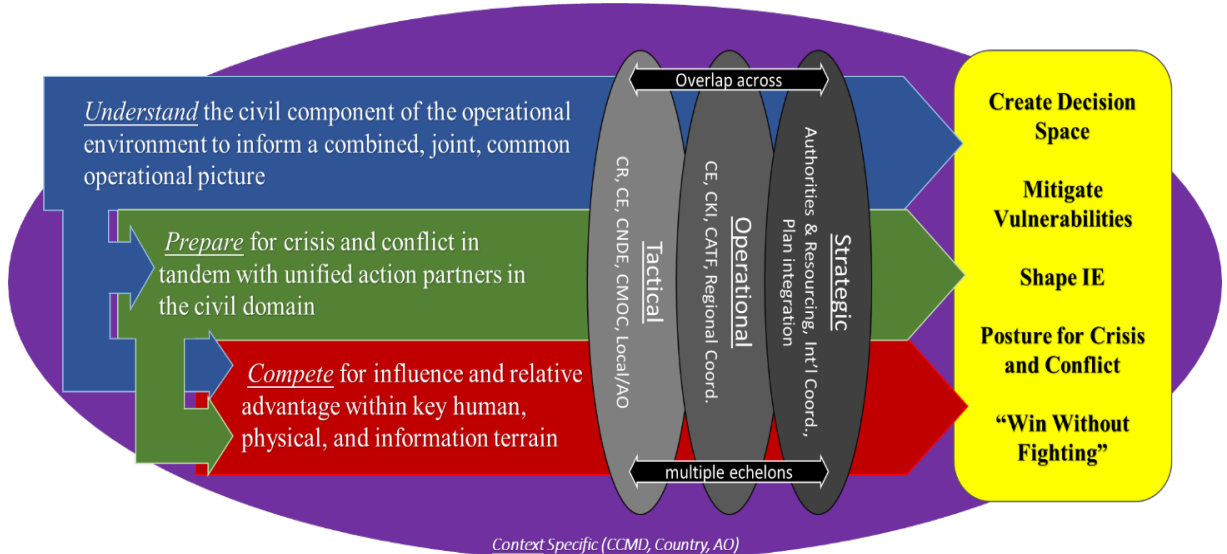 Understand the civil component of the operational
environment to inform a combined, joint, common
operational picture
Prepare for crisis and conflict in
tandem with unified action partners in
the civil domain
Compete for influence and relative
advantage within key human,
physical, and information terrain
Overlap across
Tactical
CR, CE, CNDE, CMOC, Local/AO
Operational
CE, CKI, CATF, Regional Coord.
Strategic
Authorities & Resourcing, Int'l Coord.,
Plan integration
multiple echelons
Create Decision
Space
Mitigate
Vulnerabilities
Shape IE
Posture for Crisis
and Conflict
“Win Without
Fighting”
Context Specific (CCMD, Country, AO)